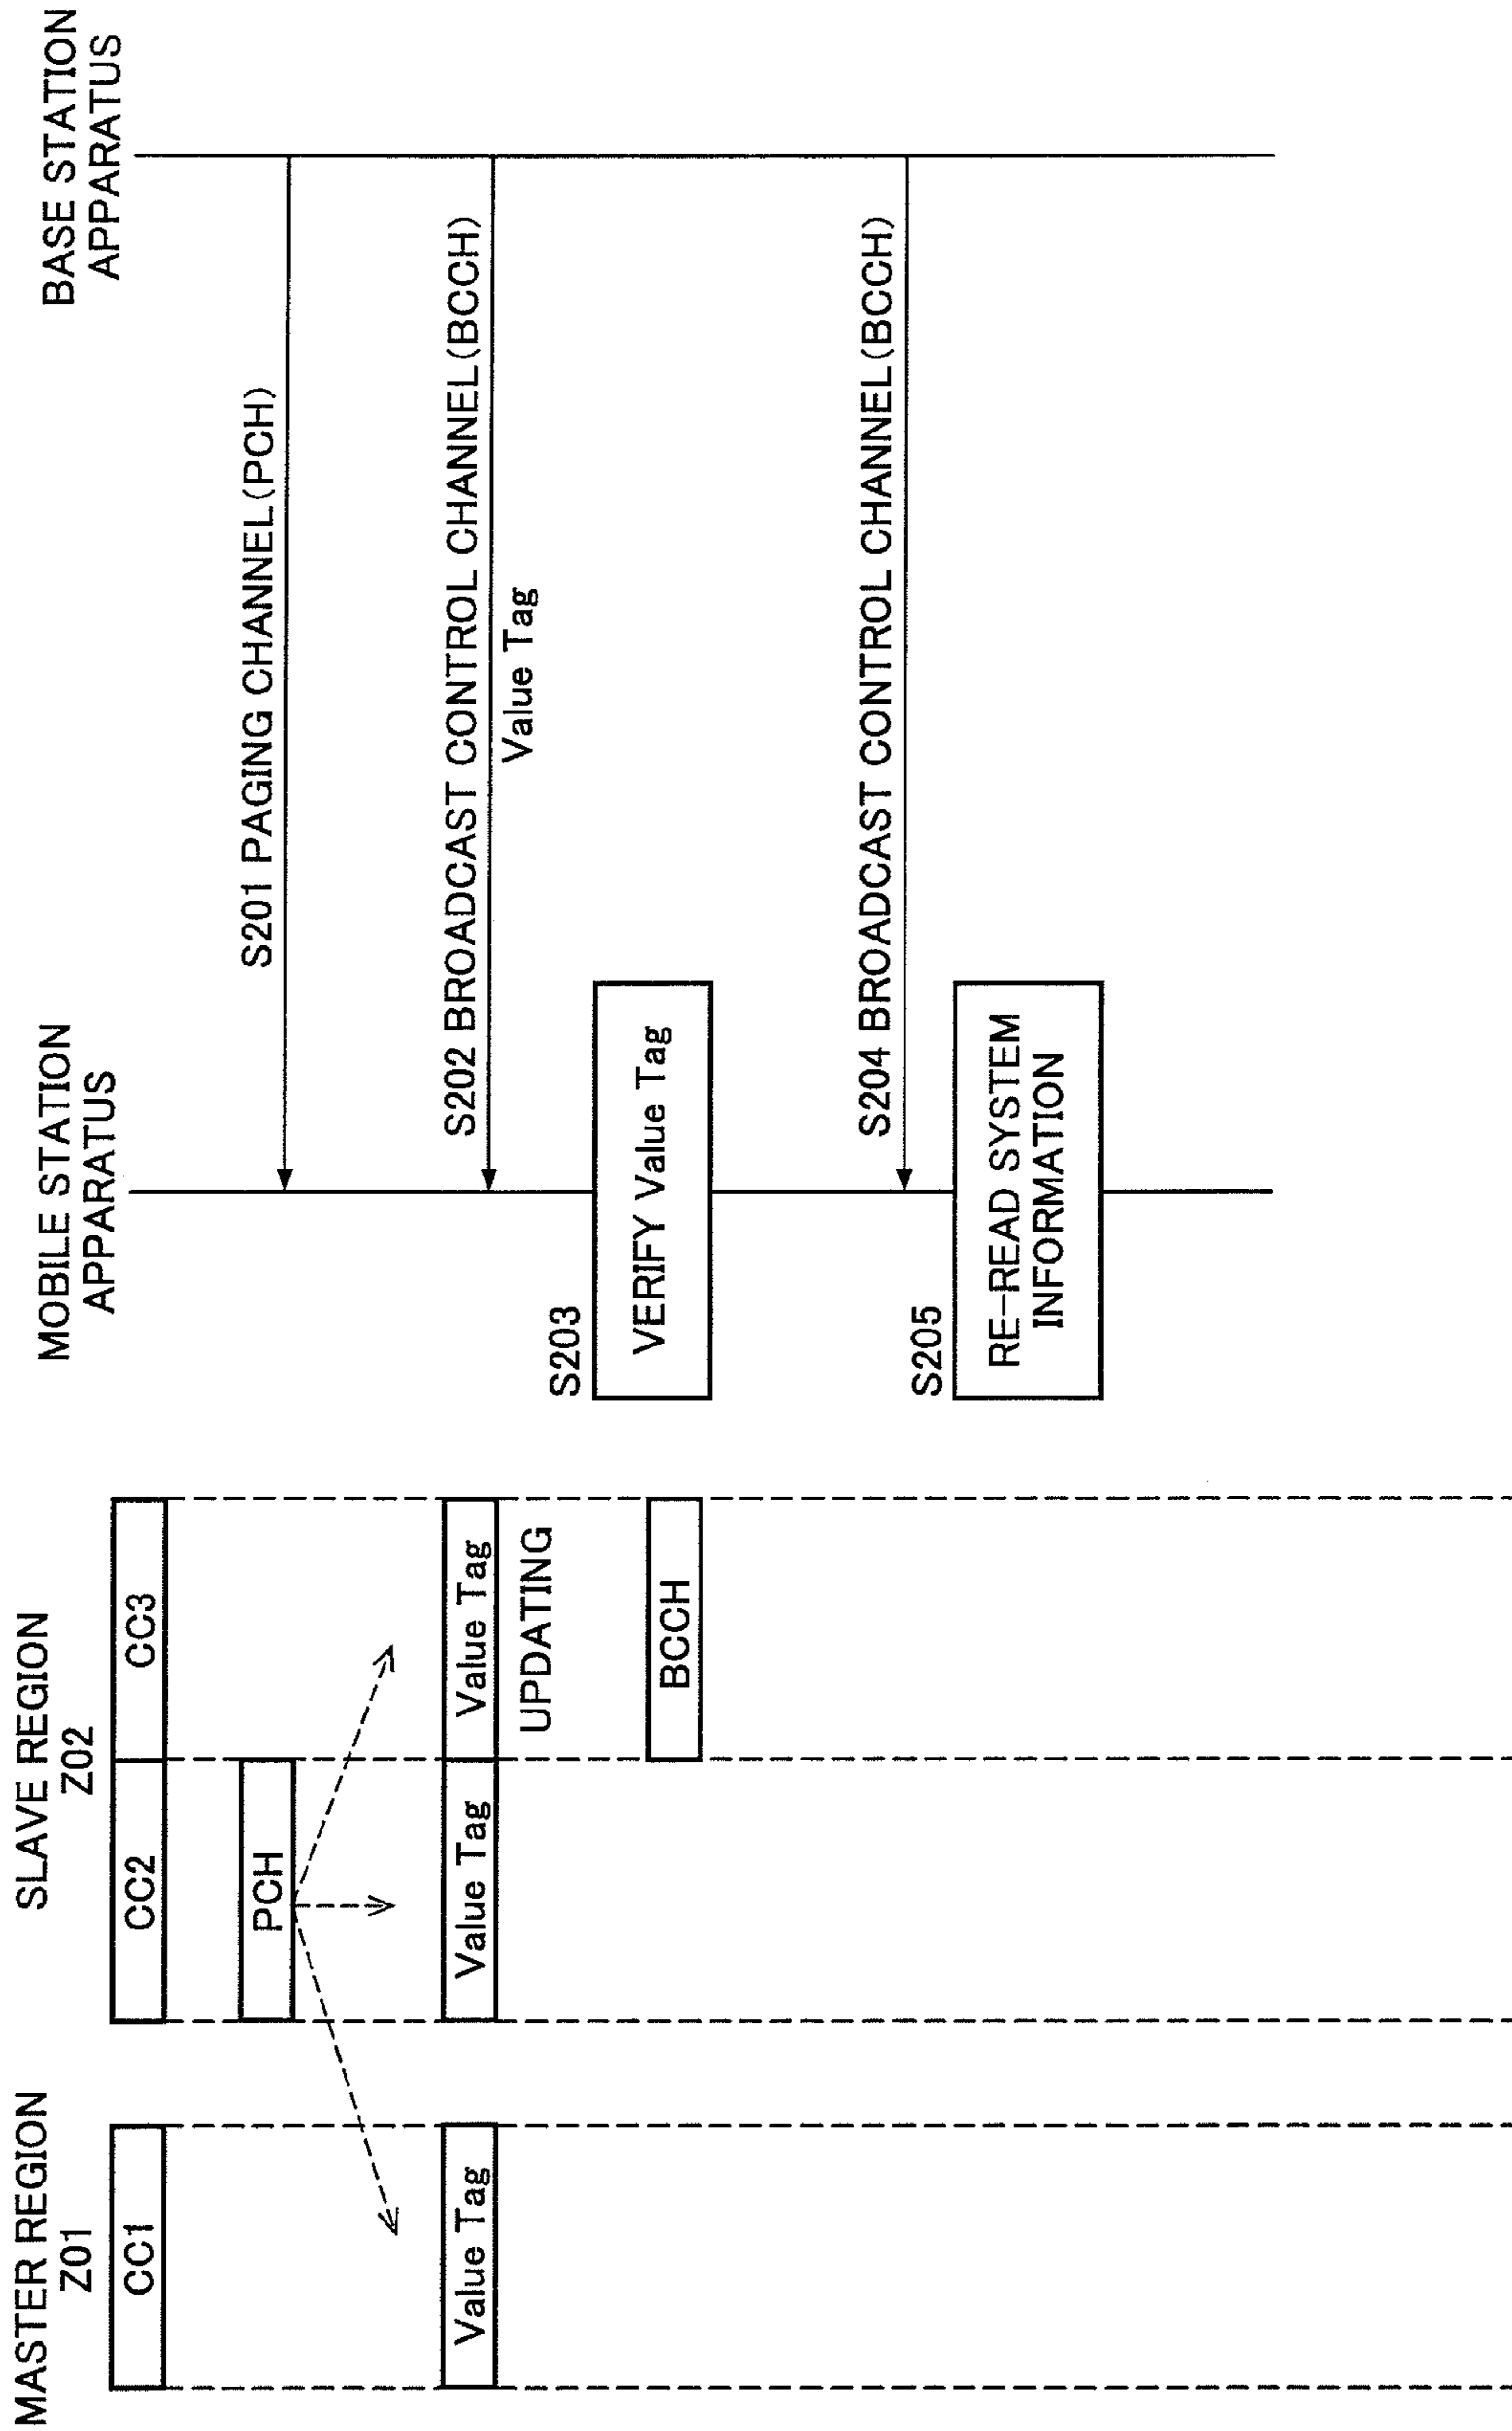 MASTER REGION
Z01
SLAVE REGION
Z02
MOBILE STATION
APPARATUS
BASE STATION
APPARATUS
CC1
CC2
CC3
PCH
S201 PAGING CHANNEL(PCH)
Value Tag
Value Tag
Value Tag
UPDATING
S202 BROADCAST CONTROL CHANNEL(BCCH)
Value Tag
S203
VERIFY Value Tag
BCCH
S204 BROADCAST CONTROL CHANNEL(BCCH)
S205
RE-READ SYSTEM
INFORMATION